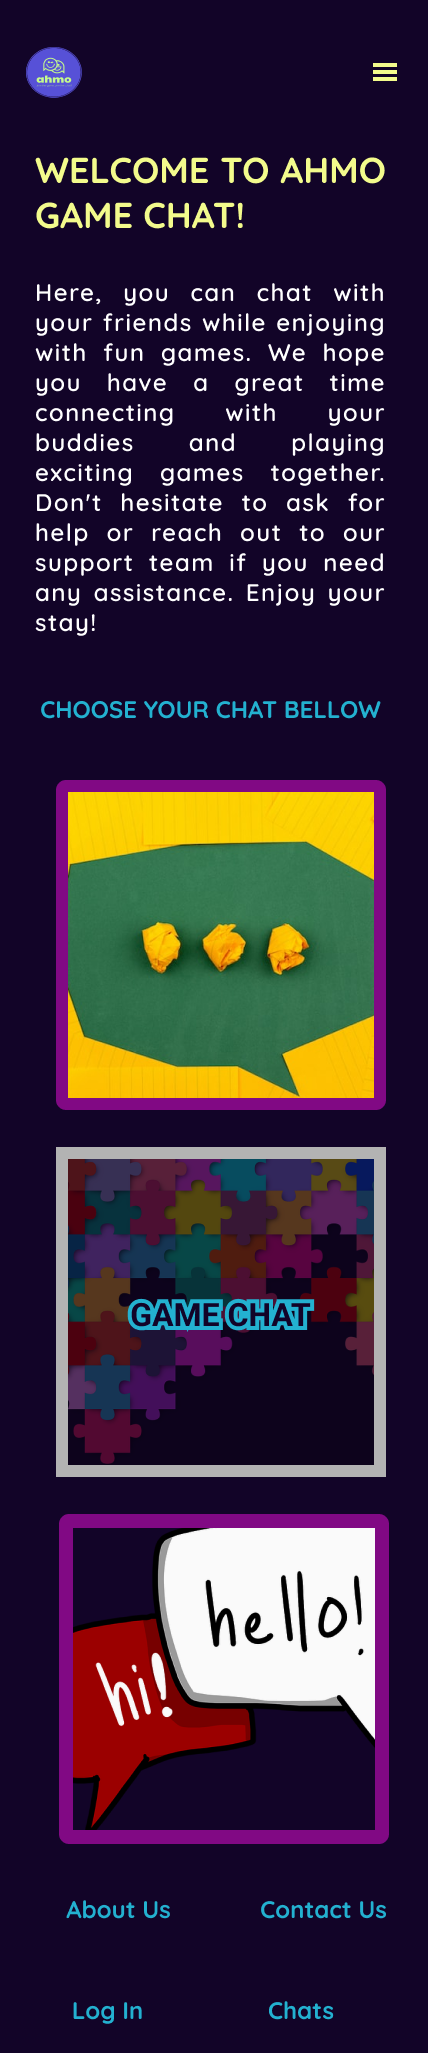 ahmo
WELCOME TO AHMO
GAME CHAT!
Here, you can chat with
your friends while enjoying
with fun games. We hope
you have a great time
connecting with your
buddies and playing
exciting games together.
Don't hesitate to ask for
help or reach out to our
support team if you need
any assistance. Enjoy your
stay!
CHOOSE YOUR CHAT BELLOW
GAME CHAT
hello!
hi!
About Us Contact Us
Log In Chats